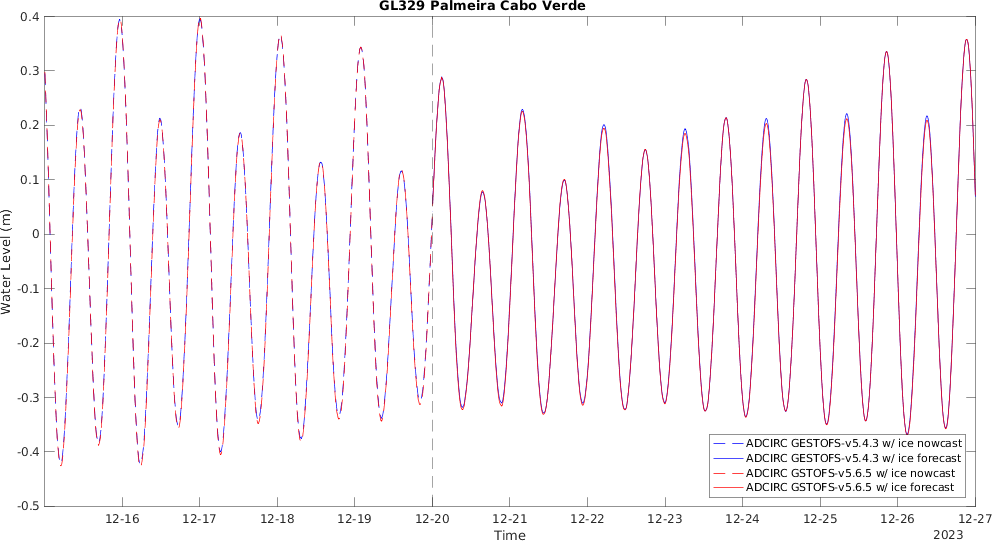 GL329 Palmeira Cabo Verde
0.4
0.3
0.2
0.1
0
-0.1
-0.2
-0.3
-0.4
-0.5
Water Level (m)
ADCIRC GESTOFS-v5.4.3 w/ ice nowcast
ADCIRC GESTOFS-v5.4.3 w/ ice forecast
ADCIRC GSTOFS-v5.6.5 w/ ice nowcast
ADCIRC GSTOFS-v5.6.5 w/ ice forecast
12-16 12-17 12-18 12-19 12-20 12-21 12-22 12-23 12-24 12-25 12-26 12-27
Time
2023